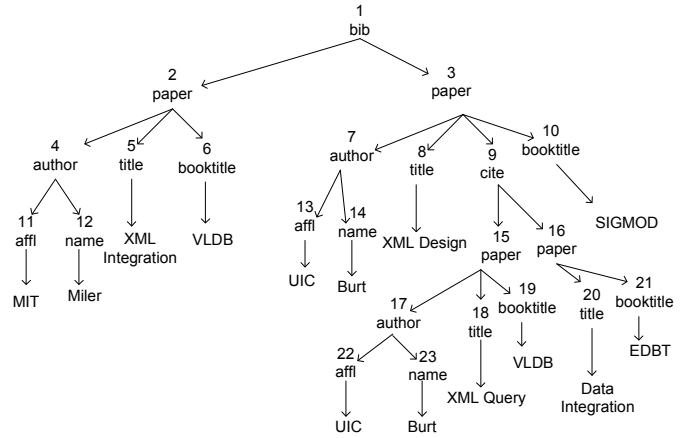 1
bib
2
paper
3
paper
4
author
5
title
6
booktitle
7
author
8
title
9
cite
10
booktitle
11
affl
12
name
XML
Integration
VLDB
13
affl
14
name
XML Design
15
paper
16
paper
SIGMOD
MIT
Miler
UIC
Burt
17
author
18
title
19
booktitle
20
title
21
booktitle
22
affl
23
name
XML Query
VLDB
Data
Integration
EDBT
UIC
Burt